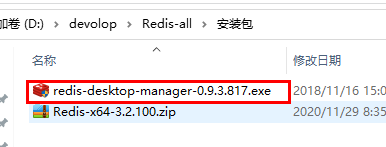 加卷 (D:) › devolop › Redis-all › 安装包
名称 修改日期
redis-desktop-manager-0.9.3.817.exe 2018/11/16 15:0
Redis-x64-3.2.100.zip 2020/11/29 8:35